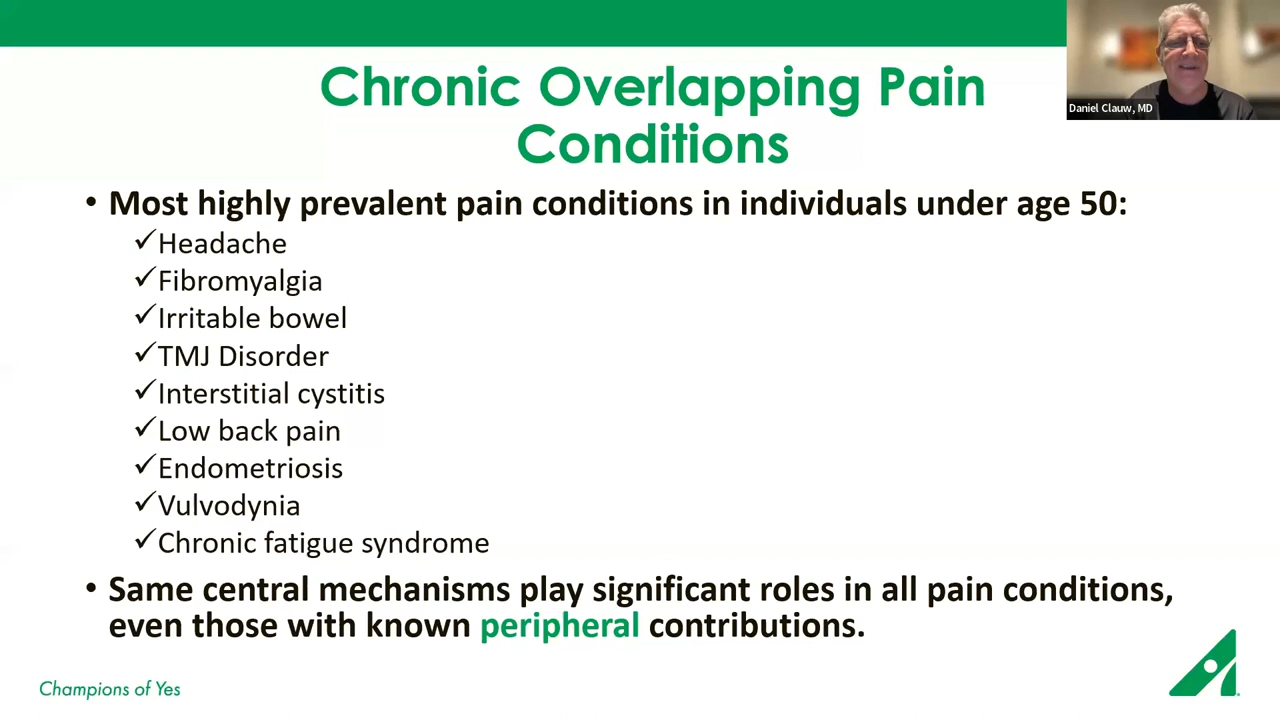 Chronic Overlapping Pain
Conditions
Daniel Clauw, MD
• Most highly prevalent pain conditions in individuals under age 50:
✓Headache
✓Fibromyalgia
✓Irritable bowel
✓TMJ Disorder
✓Interstitial cystitis
✓Low back pain
✓Endometriosis
✓Vulvodynia
✓Chronic fatigue syndrome
• Same central mechanisms play significant roles in all pain conditions,
even those with known peripheral contributions.
Champions of Yes